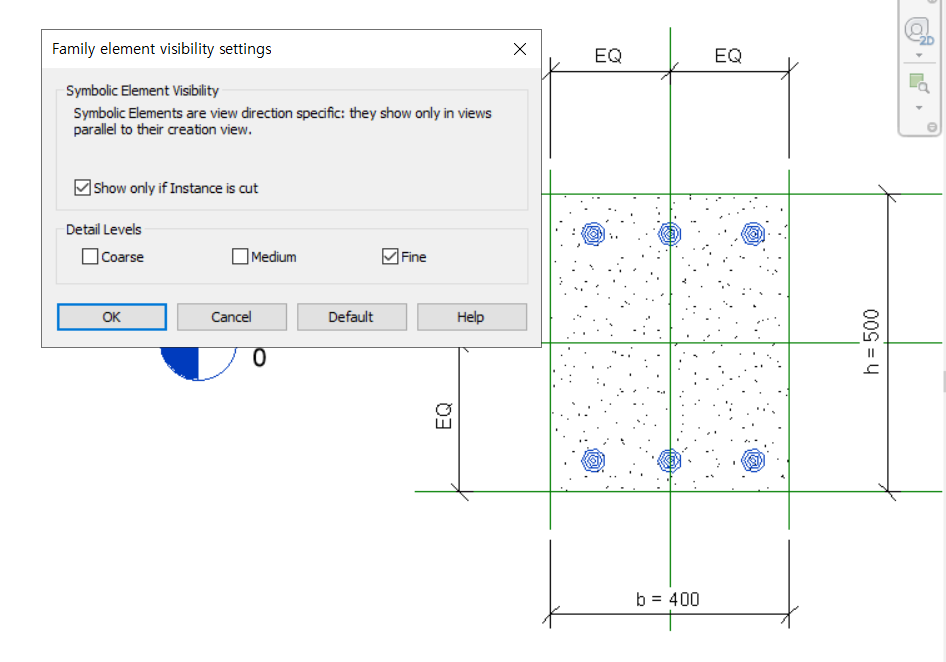 Family element visibility settings
Symbolic Element Visibility
Symbolic Elements are view direction specific: they show only in views
parallel to their creation view.
Show only if Instance is cut
Detail Levels
Coarse
Medium
Fine
OK
Cancel
Default
Help
EQ
EQ
2D
0
EQ
h = 500
b = 400